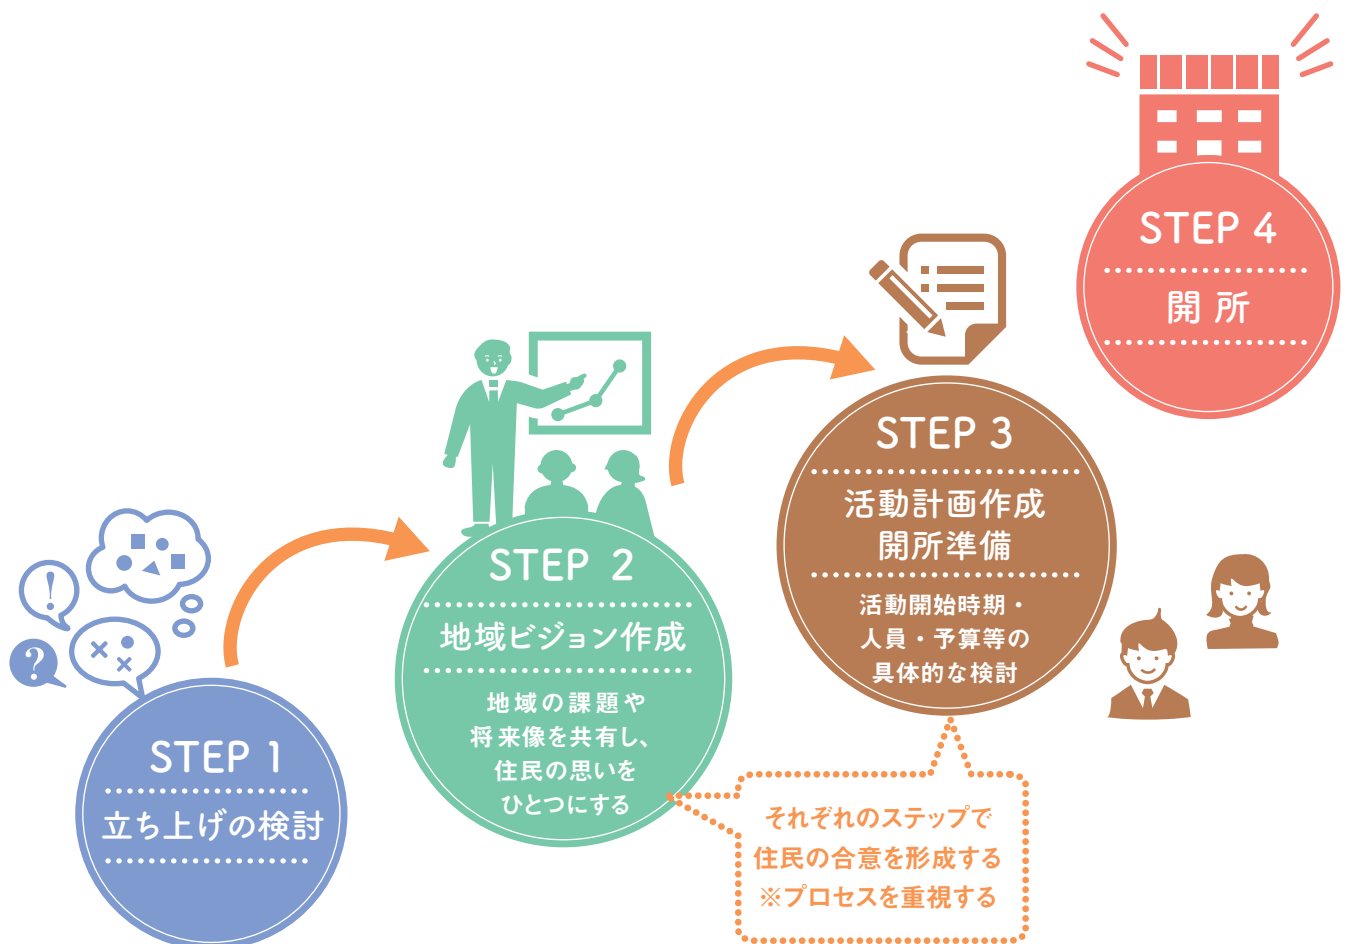 STEP 1
立ち上げの検討
STEP 2
地域ビジョン作成
地域の課題や
将来像を共有し、
住民の思いを
ひとつにする
STEP 3
活動計画作成
開所準備
活動開始時期・
人員・予算等の
具体的な検討
それぞれのステップで
住民の合意を形成する
※プロセスを重視する
STEP 4
開所